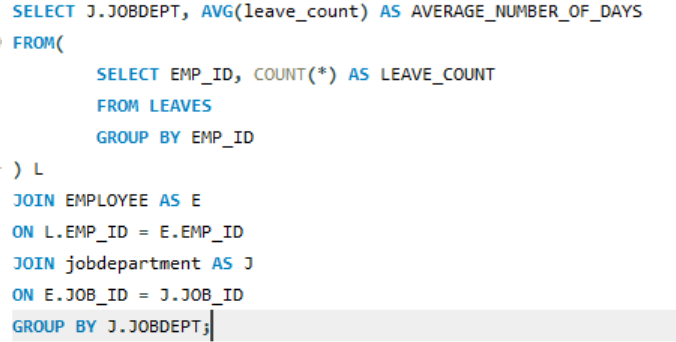 SELECT J.JOBDEPT, AVG(leave_count) AS AVERAGE_NUMBER_OF_DAYS
FROM(
SELECT EMP_ID, COUNT(*) AS LEAVE_COUNT
FROM LEAVES
GROUP BY EMP_ID
) L
JOIN EMPLOYEE AS E
ON L.EMP_ID = E.EMP_ID
JOIN jobdepartment AS J
ON E.JOB_ID = J.JOB_ID
GROUP BY J.JOBDEPT;